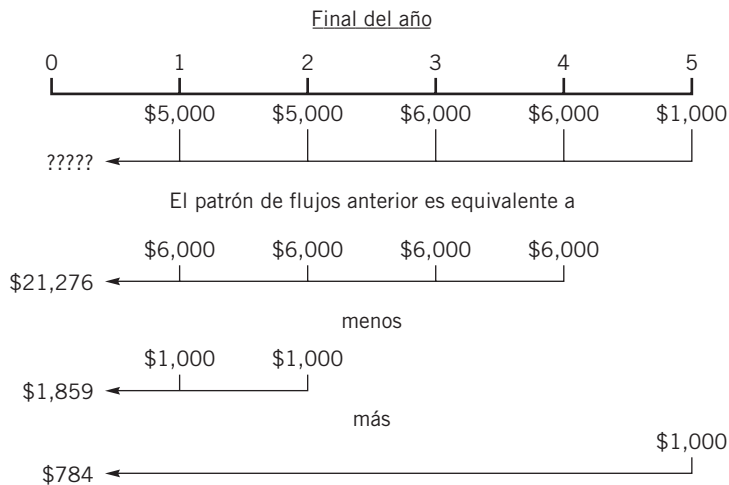 Final del año
0 1 2 3 4 5
$5,000 $5,000 $6,000 $6,000 $1,000
?????
El patrón de flujos anterior es equivalente a
$6,000 $6,000 $6,000 $6,000
$21,276
menos
$1,000 $1,000
$1,859
más
$1,000
$784